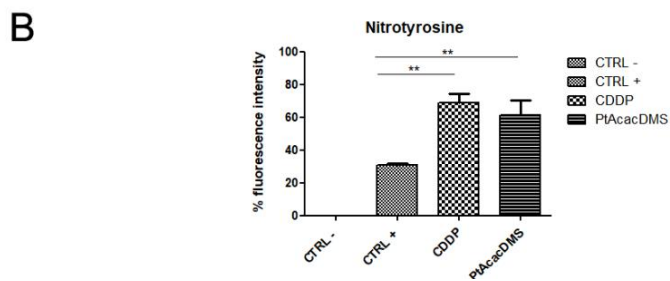 B
Nitrotyrosine
% fluorescence intensity
100
80
60
40
20
0
**
**
CTRL -
CTRL +
CDDP
PtAcacDMS
CTRL -
CTRL +
CDDP
PtAcacDMS